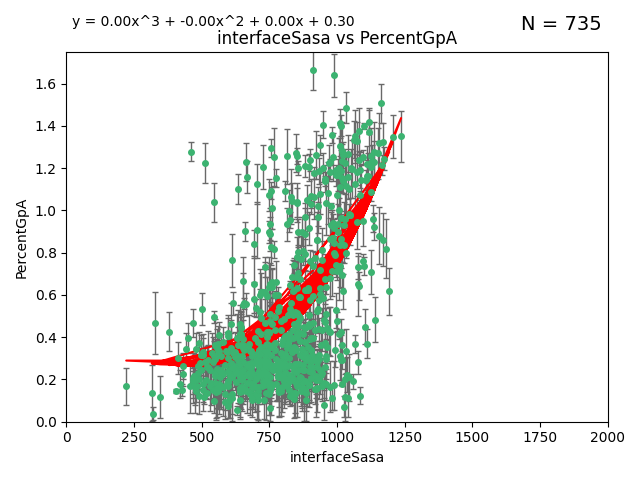 y = 0.00x^3 + -0.00x^2 + 0.00x + 0.30
N = 735
interfaceSasa vs PercentGpA
PercentGpA
1.6
1.4
1.2
1.0
0.8
0.6
0.4
0.2
0.0
0 250 500 750 1000 1250 1500 1750 2000
interfaceSasa